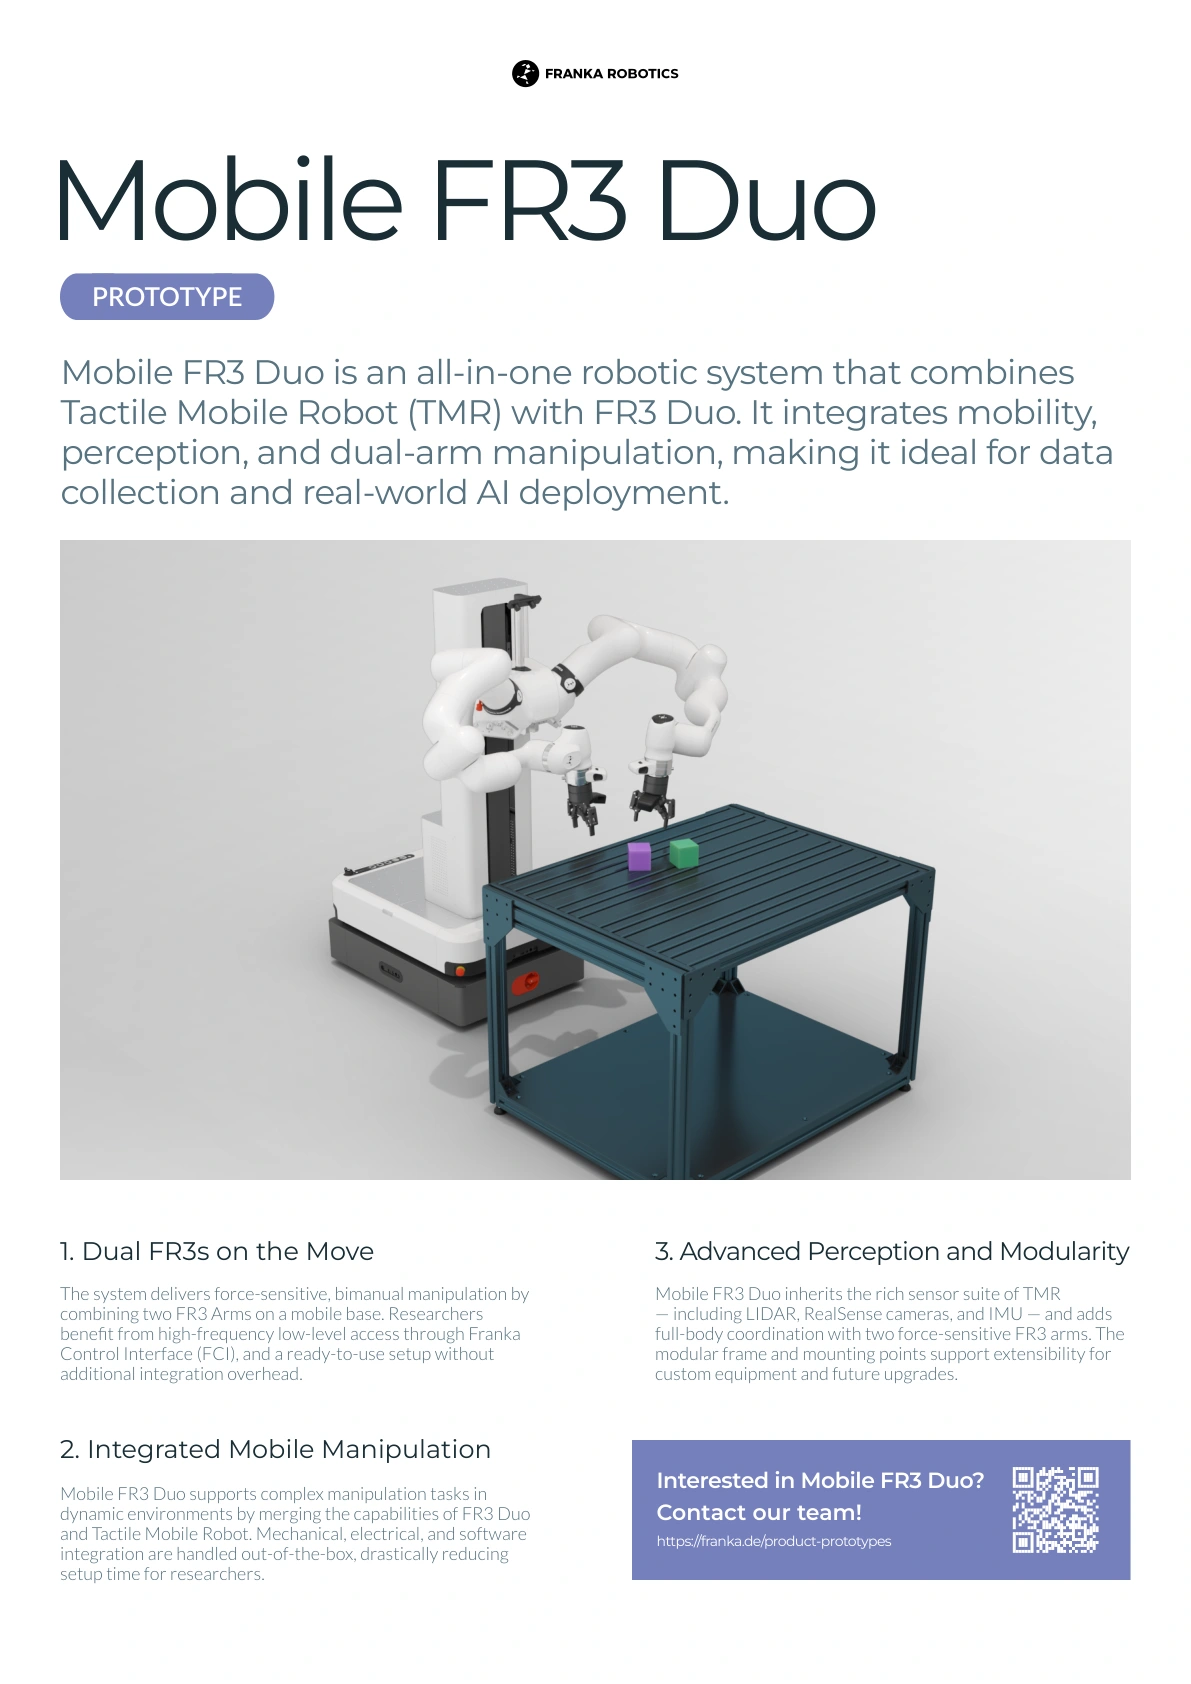 FRANKA ROBOTICS
Mobile FR3 Duo
PROTOTYPE
Mobile FR3 Duo is an all-in-one robotic system that combines
Tactile Mobile Robot (TMR) with FR3 Duo. It integrates mobility,
perception, and dual-arm manipulation, making it ideal for data
collection and real-world AI deployment.
1. Dual FR3s on the Move
The system delivers force-sensitive, bimanual manipulation by
combining two FR3 Arms on a mobile base. Researchers
benefit from high-frequency low-level access through Franka
Control Interface (FCI), and a ready-to-use setup without
additional integration overhead.
2. Integrated Mobile Manipulation
Mobile FR3 Duo supports complex manipulation tasks in
dynamic environments by merging the capabilities of FR3 Duo
and Tactile Mobile Robot. Mechanical, electrical, and software
integration are handled out-of-the-box, drastically reducing
setup time for researchers.
3. Advanced Perception and Modularity
Mobile FR3 Duo inherits the rich sensor suite of TMR
— including LIDAR, RealSense cameras, and IMU — and adds
full-body coordination with two force-sensitive FR3 arms. The
modular frame and mounting points support extensibility for
custom equipment and future upgrades.
Interested in Mobile FR3 Duo?
Contact our team!
https://franka.de/product-prototypes